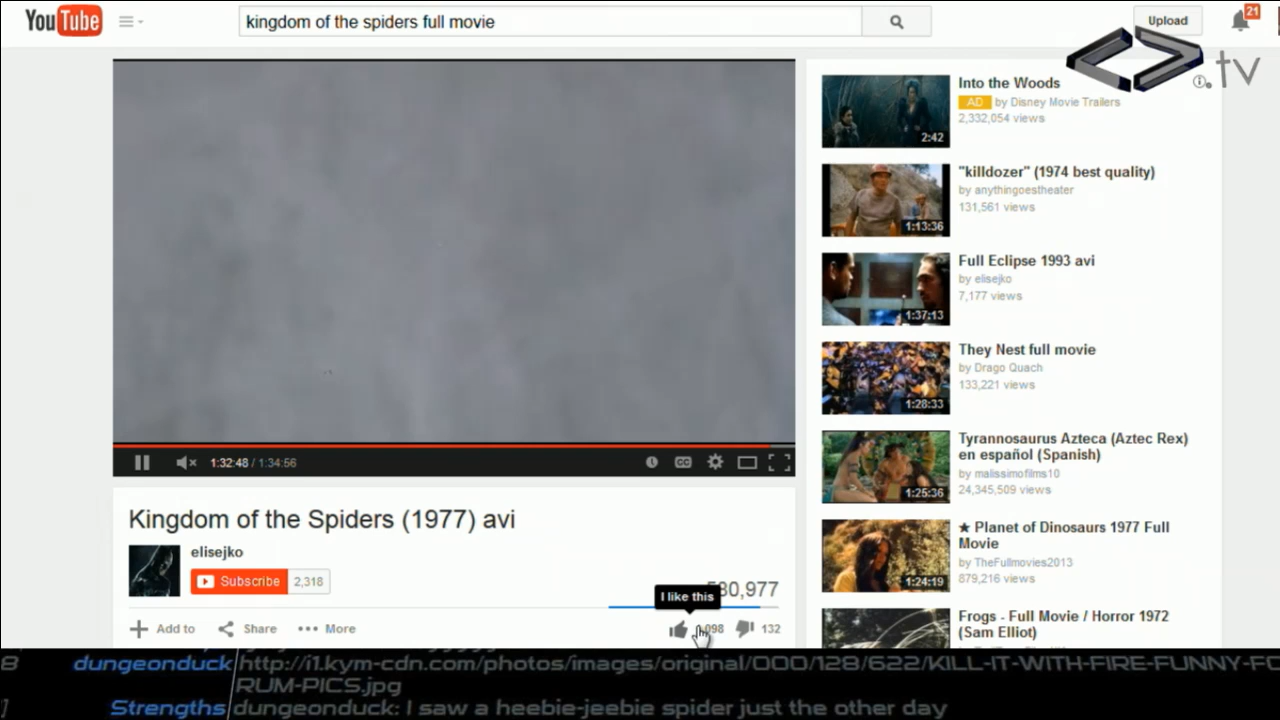 YouTube
kingdom of the spiders full movie
Upload
21
.tv
Into the Woods
AD by Disney Movie Trailers
2,332,054 views
2:42
"killdozer" (1974 best quality)
by anythingoestheater
131,561 views
1:13:36
Full Eclipse 1993 avi
by elisejko
7,177 views
1:37:13
They Nest full movie
by Drago Quach
133,221 views
1:28:33
Tyrannosaurus Azteca (Aztec Rex)
en español (Spanish)
by malissimofilms10
24,345,509 views
1:25:36
★ Planet of Dinosaurs 1977 Full
Movie
by TheFullmovies2013
879,216 views
1:24:19
Frogs - Full Movie / Horror 1972
(Sam Elliot)
1:32:48 / 1:34:56
CC
Kingdom of the Spiders (1977) avi
elisejko
Subscribe 2,318
I like this
Add to Share More
132
8 dungeonduck http://i1.kym-cdn.com/photos/images/original/000/128/622/KILL-IT-WITH-FIRE-FUNNY-FO
RUM-PICS.jpg
Strengths dungeonduck: I saw a heebie-jeebie spider just the other day